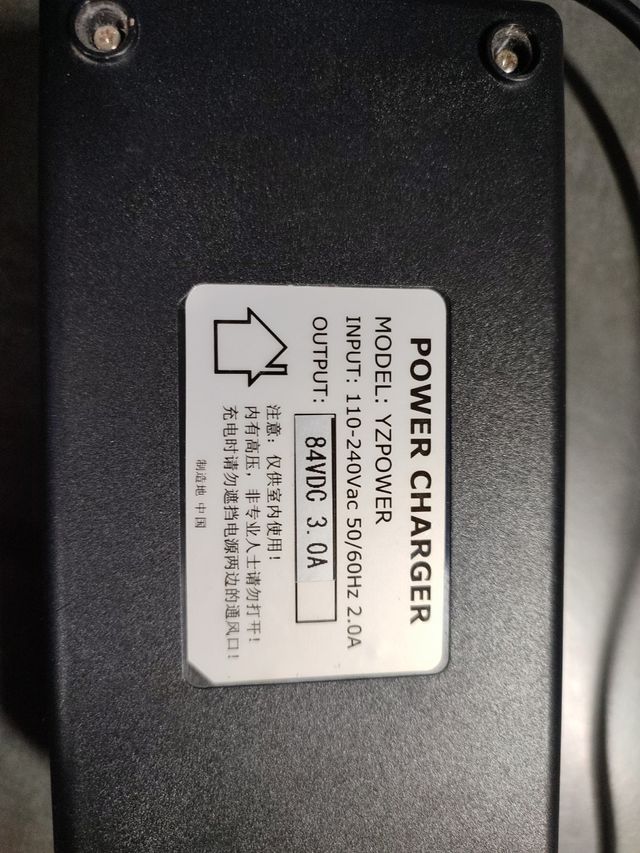 POWER CHARGER
MODEL: YZPOWER
INPUT: 110-240Vac 50/60Hz 2.0A
OUTPUT: 84VDC 3.0A
注意：仅供室内使用！
内有高压，非专业人士请勿打开！
充电时请勿遮挡电源两边的通风口！
制造地 中国